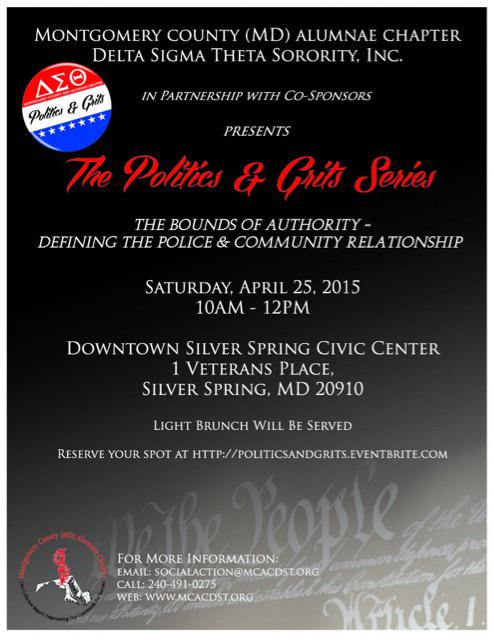 Montgomery county (MD) Alumnae Chapter
Delta Sigma Theta Sorority, Inc.
ΔΣΘ
Politics & Grits
in Partnership with Co-Sponsors
presents
The Politics & Grits Series
The Bounds of Authority ~
Defining the Police & Community Relationship
Saturday, April 25, 2015
10AM - 12PM
Downtown Silver Spring Civic Center
1 Veterans Place,
Silver Spring, MD 20910
Light Brunch Will Be Served
Reserve your spot at http://politicsandgrits.eventbrite.com
We the People
of the
Article. I.
Montgomery County (MD) Alumnae Chapter
For More Information:
email: socialaction@mcacdst.org
call: 240-491-0275
web: www.mcacdst.org